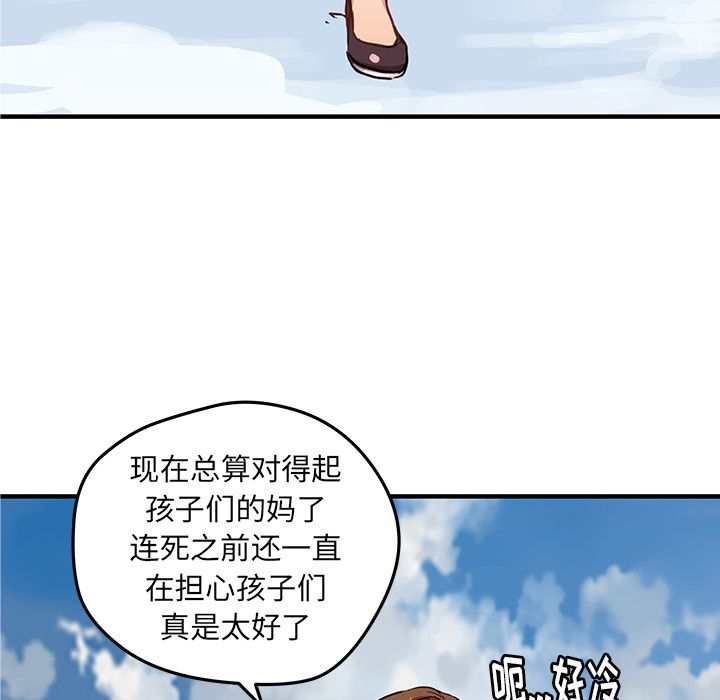 现在总算对得起
孩子们的妈了
连死之前还一直
在担心孩子们
真是太好了
呃...好冷